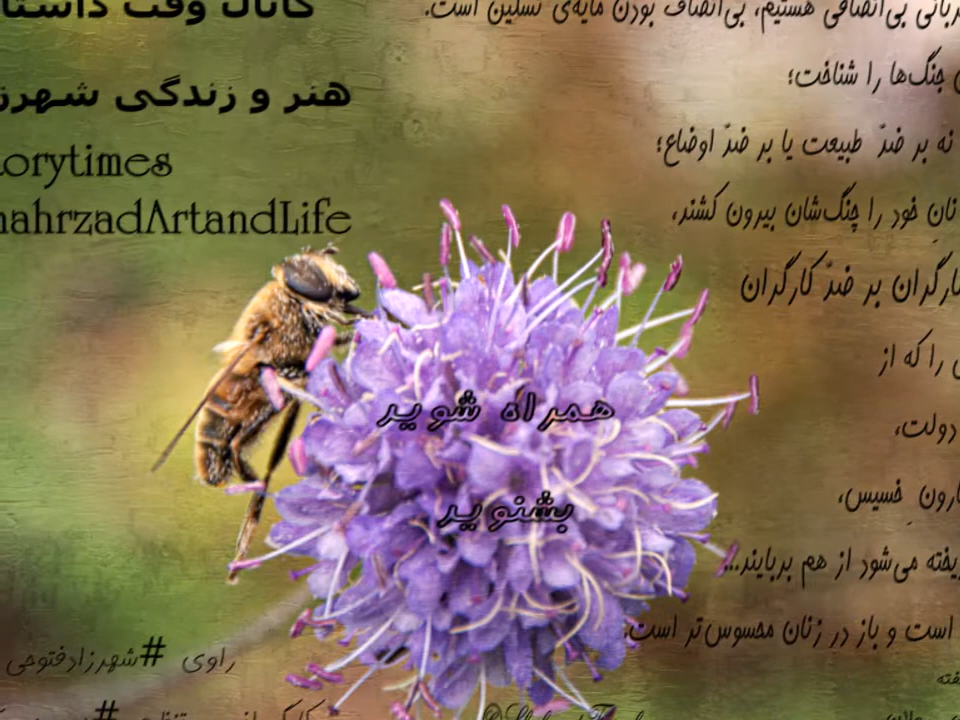 کانال وقت داستا
هنر و زندگی شهرز
orytimes
hahrzadArtandLife
بی‌انصافی هستیم، بی‌انصاف بودن مایه‌ی تسلین است.
جنگ‌ها را شناخت؛
نه بر ضدّ طبیعت یا بر ضدّ اوضاع؛
نانِ خود را چنگ‌شان بیرون کشند,
کارگران بر ضدّ کارگران
را که از
دولت،
خسیس,
می‌شود از هم بربایند...
است و باز در زنان محسوس‌تر است.
همراه شوید
بشنوید
راوی #شهرزادفتوحی